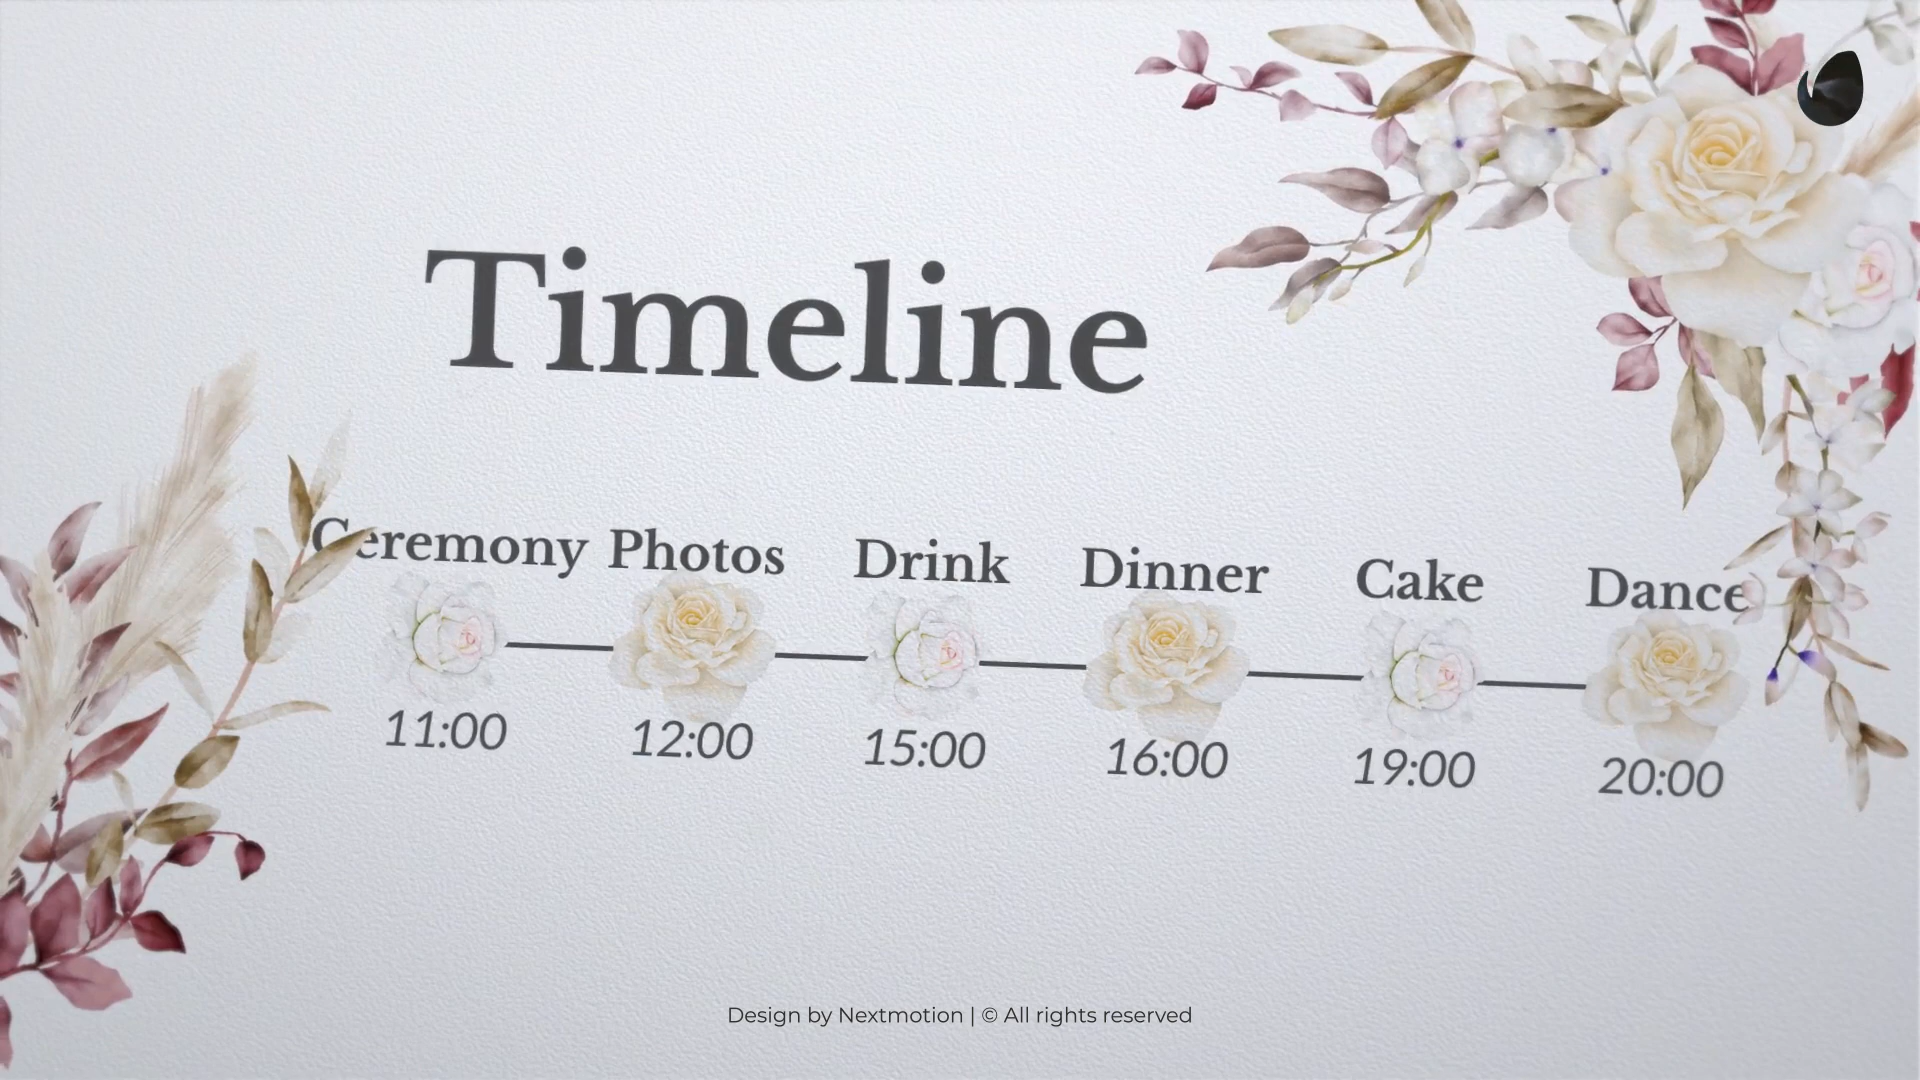 Timeline
Ceremony Photos Drink Dinner Cake Dance
11:00 12:00 15:00 16:00 19:00 20:00
Design by Nextmotion | © All rights reserved